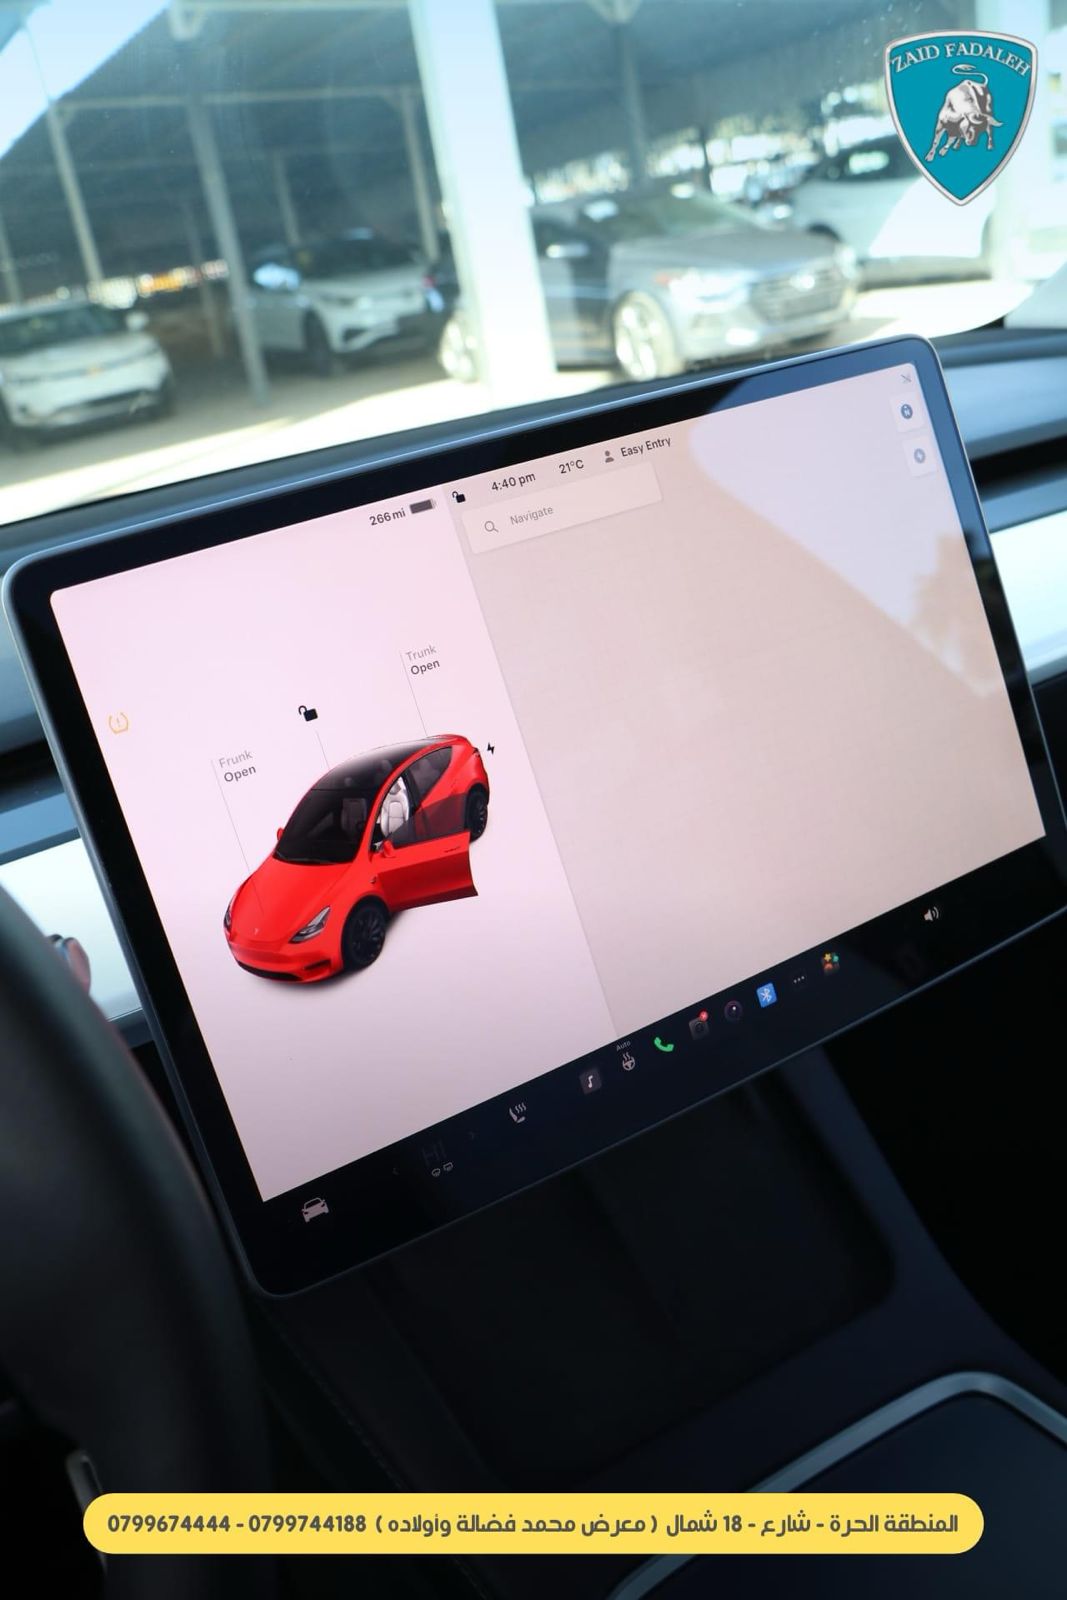 ZAID FADALEH
266 mi
4:40 pm
21°C
Easy Entry
Navigate
Trunk
Open
Frunk
Open
Auto
المنطقة الحرة - شارع - 18 شمال ( معرض محمد فضالة وأولاده ) 0799744188 - 0799674444